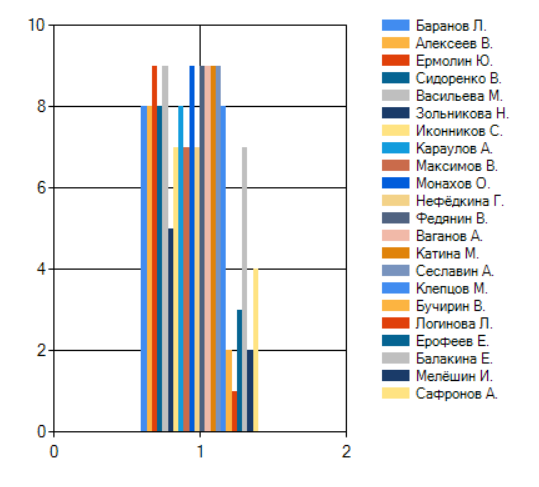 10
8
6
4
2
0
0
1
2
Баранов Л.
Алексеев В.
Ермолин Ю.
Сидоренко В.
Васильева М.
Зольникова Н.
Иконников С.
Караулов А.
Максимов В.
Монахов О.
Нефёдкина Г.
Федянин В.
Ваганов А.
Катина М.
Сеславин А.
Клепцов М.
Бучирин В.
Логинова Л.
Ерофеев Е.
Балакина Е.
Мелёшин И.
Сафронов А.